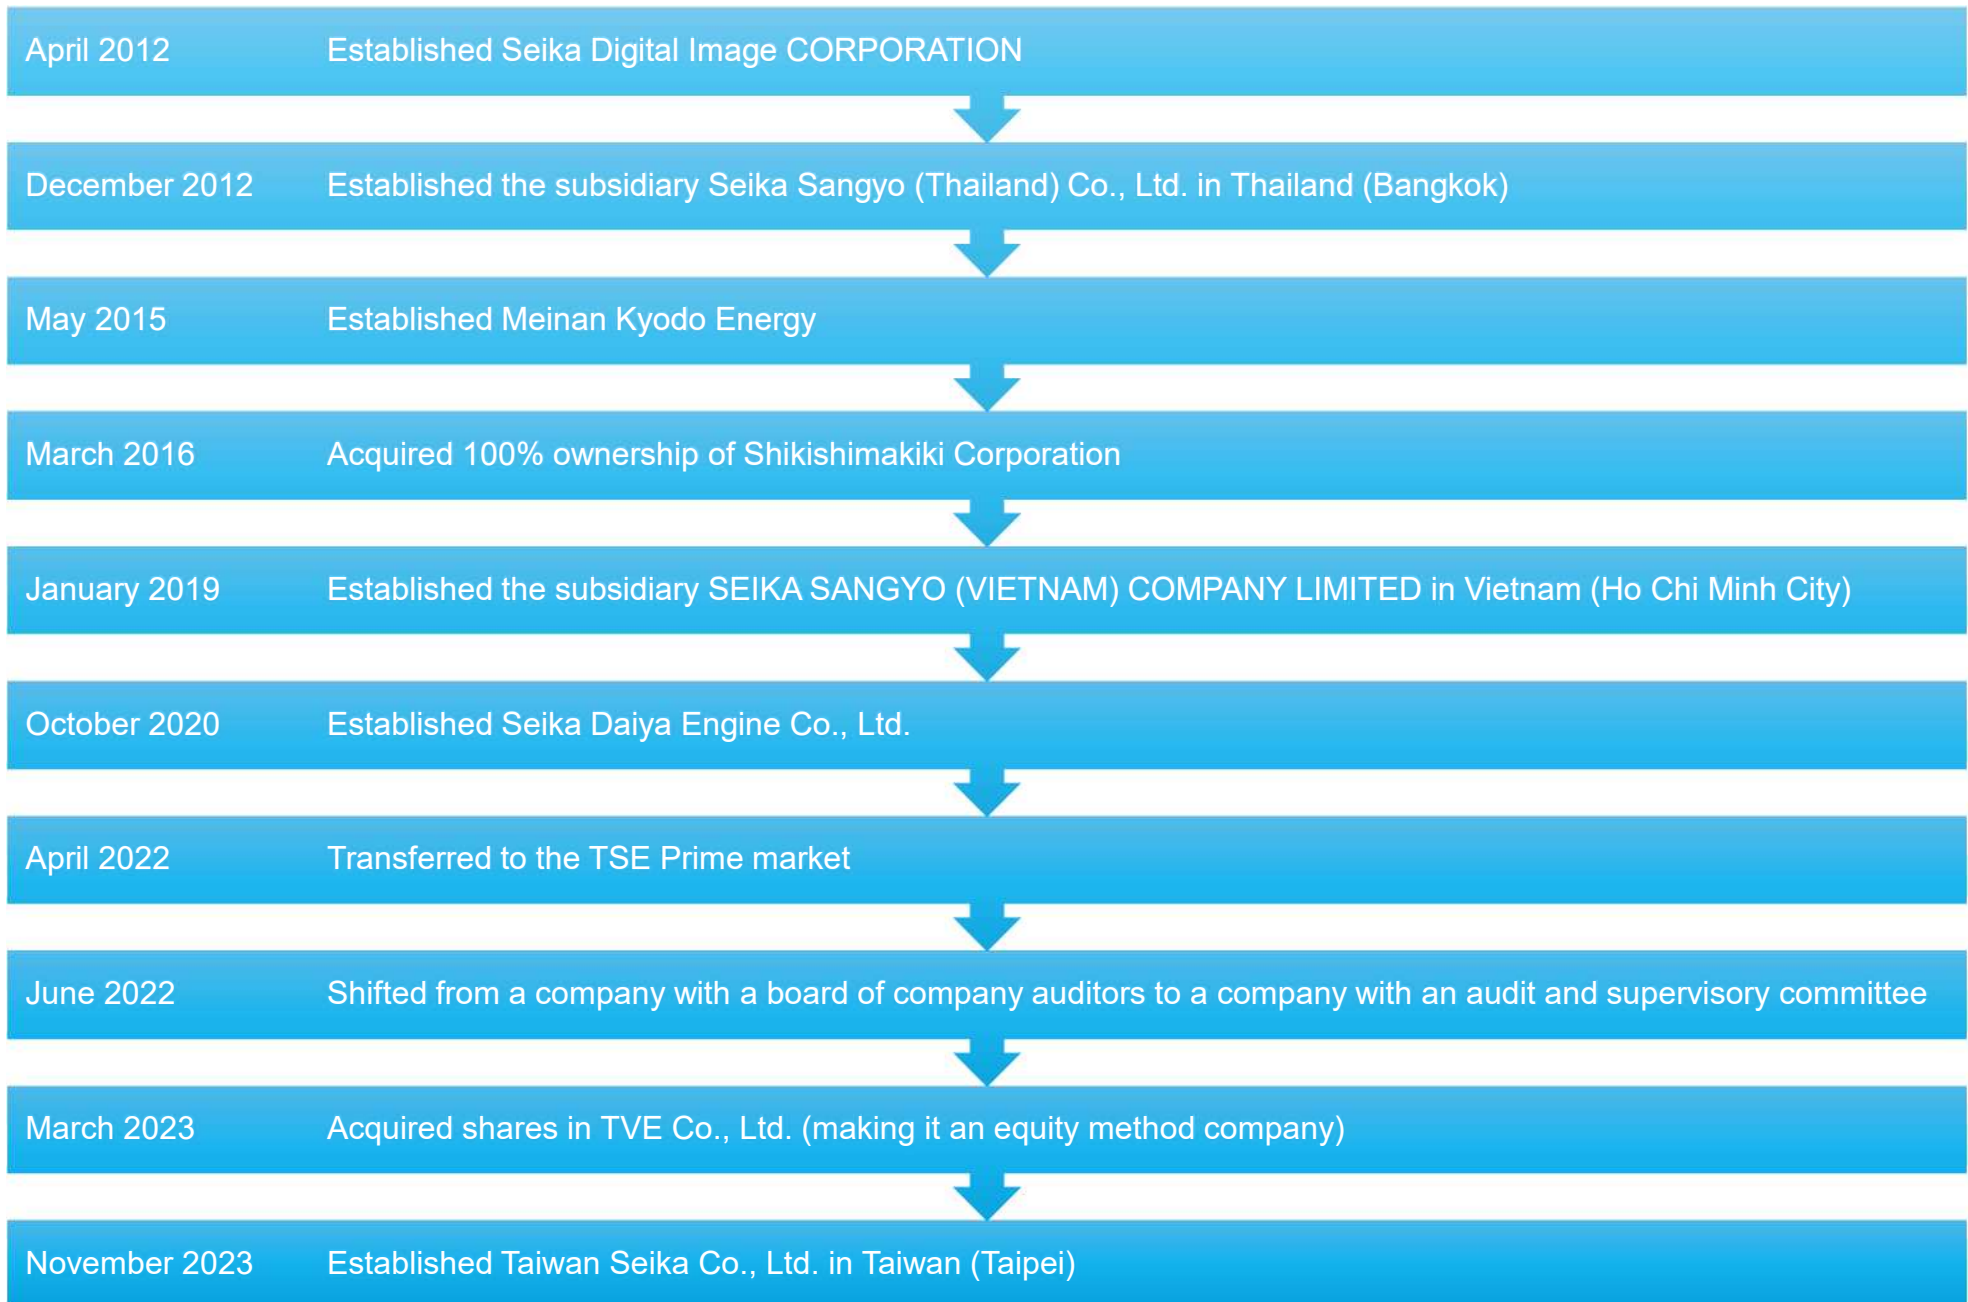 April 2012 Established Seika Digital Image CORPORATION
December 2012 Established the subsidiary Seika Sangyo (Thailand) Co., Ltd. in Thailand (Bangkok)
May 2015 Established Meinan Kyodo Energy
March 2016 Acquired 100% ownership of Shikishimakiki Corporation
January 2019 Established the subsidiary SEIKA SANGYO (VIETNAM) COMPANY LIMITED in Vietnam (Ho Chi Minh City)
October 2020 Established Seika Daiya Engine Co., Ltd.
April 2022 Transferred to the TSE Prime market
June 2022 Shifted from a company with a board of company auditors to a company with an audit and supervisory committee
March 2023 Acquired shares in TVE Co., Ltd. (making it an equity method company)
November 2023 Established Taiwan Seika Co., Ltd. in Taiwan (Taipei)